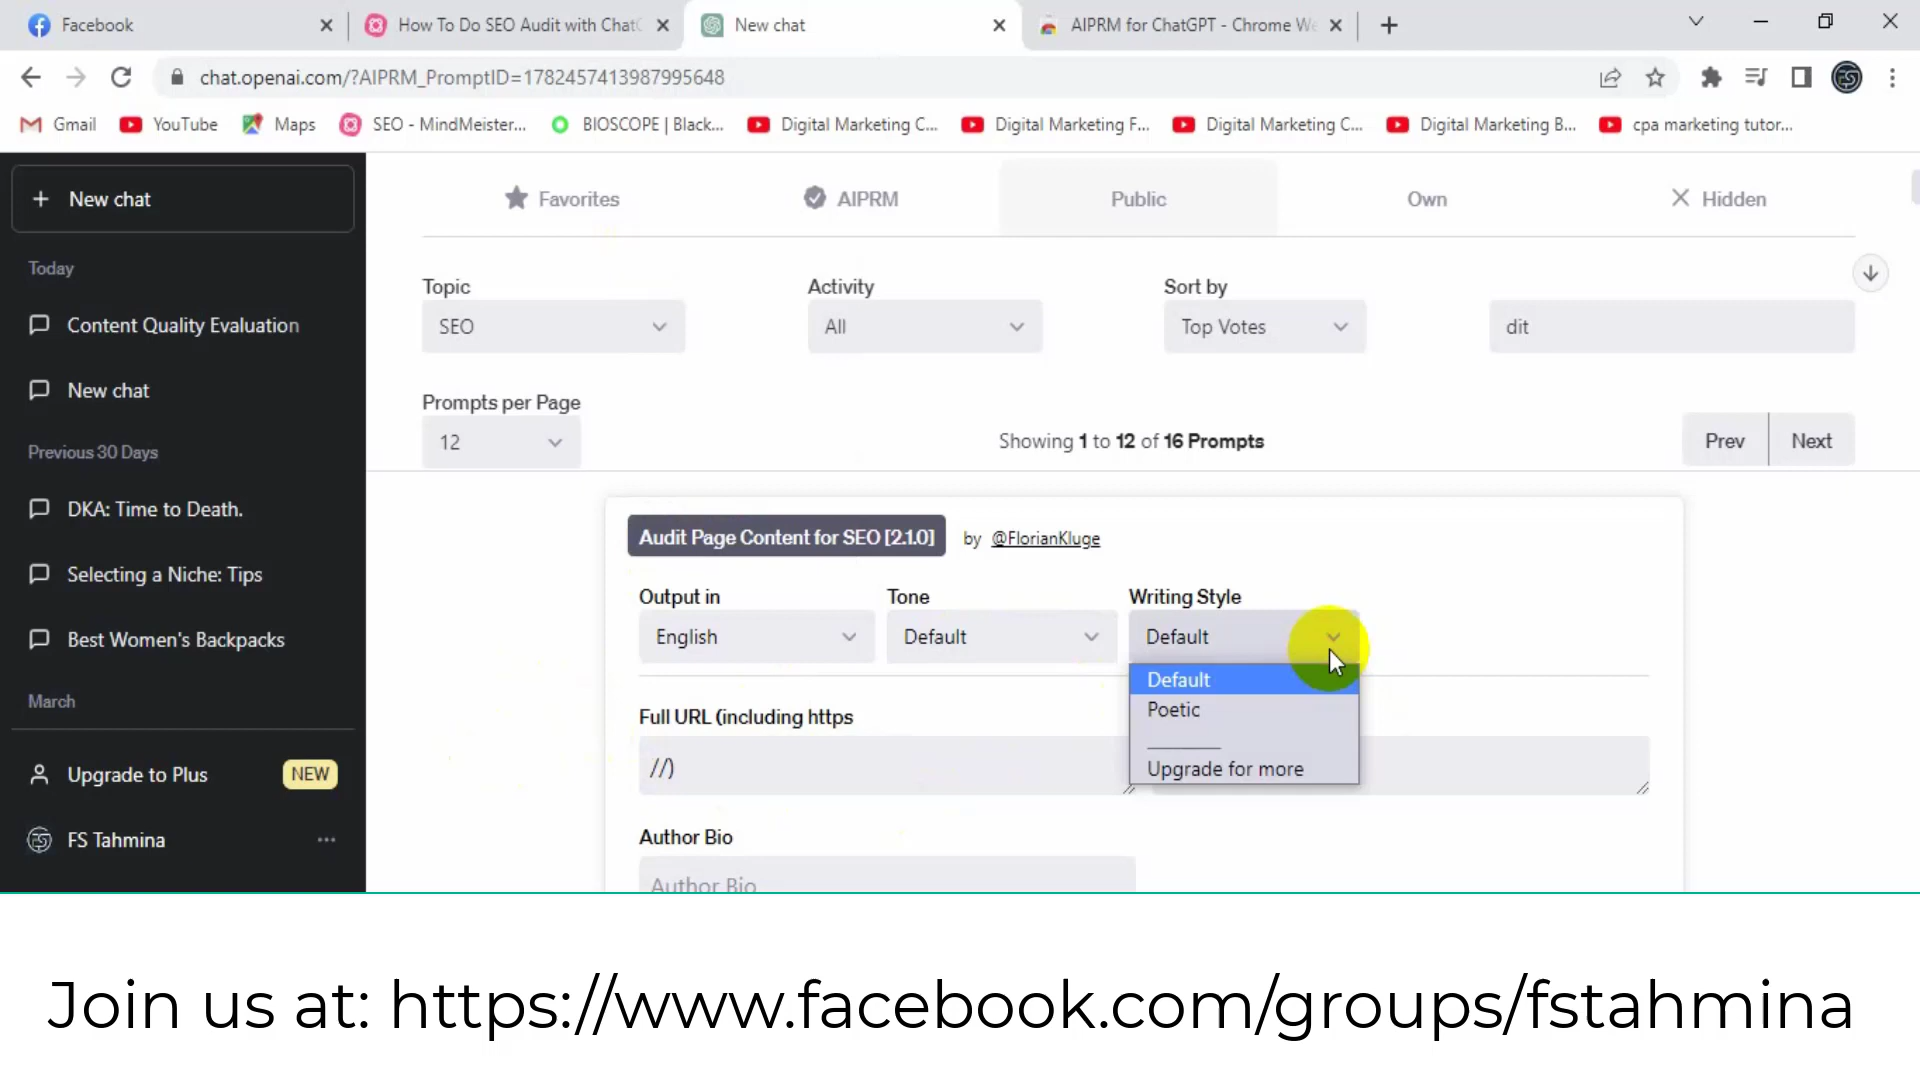 Facebook
How To Do SEO Audit with ChatC
New chat
AIPRM for ChatGPT - Chrome We
chat.openai.com/?AIPRM_PromptID=1782457413987995648
Gmail
YouTube
Maps
SEO - MindMeister...
BIOSCOPE | Black...
Digital Marketing C...
Digital Marketing F...
Digital Marketing C...
Digital Marketing B...
cpa marketing tutor...
New chat
Today
Content Quality Evaluation
New chat
Previous 30 Days
DKA: Time to Death.
Selecting a Niche: Tips
Best Women's Backpacks
March
Upgrade to Plus NEW
FS Tahmina
Favorites
AIPRM
Public
Own
Hidden
Topic
SEO
Activity
All
Sort by
Top Votes
dit
Prompts per Page
12
Showing 1 to 12 of 16 Prompts
Prev
Next
Audit Page Content for SEO [2.1.0] by @FlorianKluge
Output in
English
Tone
Default
Writing Style
Default
Default
Poetic
Upgrade for more
Full URL (including https
//)
Author Bio
Author Bio
Join us at: https://www.facebook.com/groups/fstahmina